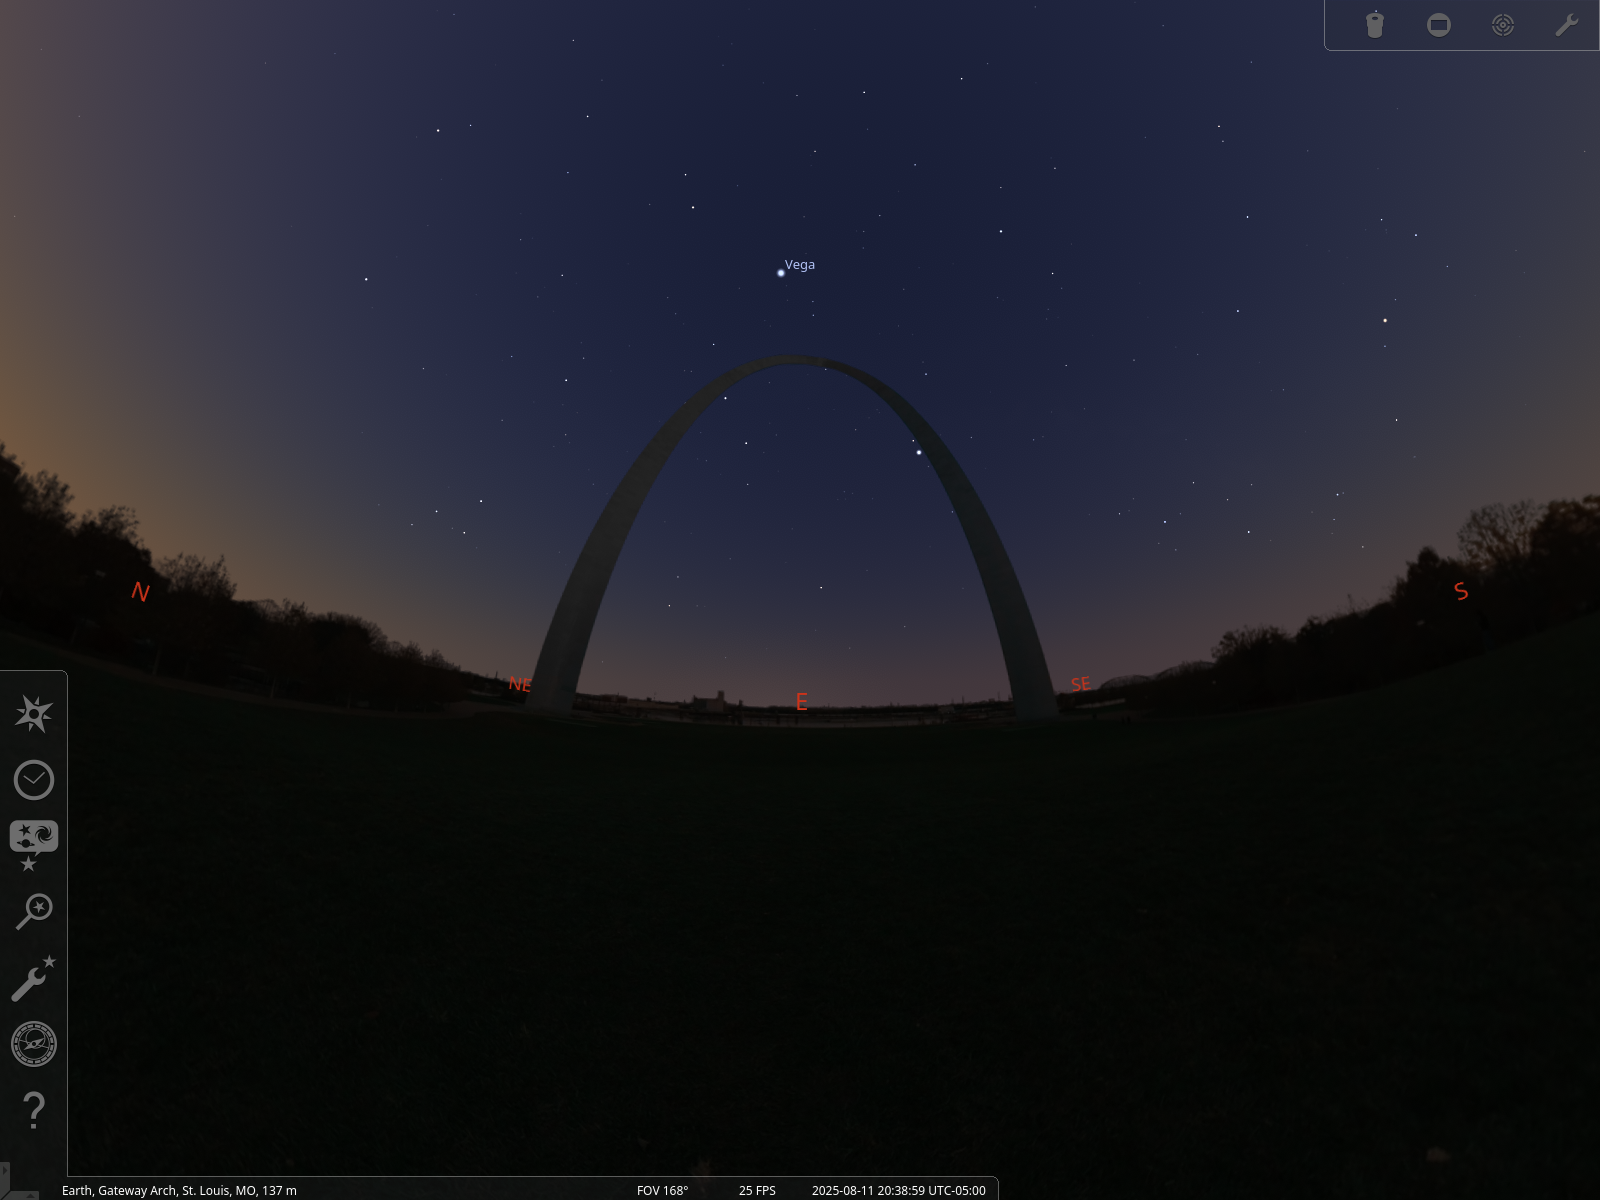 Vega
N
S
NE
SE
E
Earth, Gateway Arch, St. Louis, MO, 137 m
FOV 168°
25 FPS
2025-08-11 20:38:59 UTC-05:00